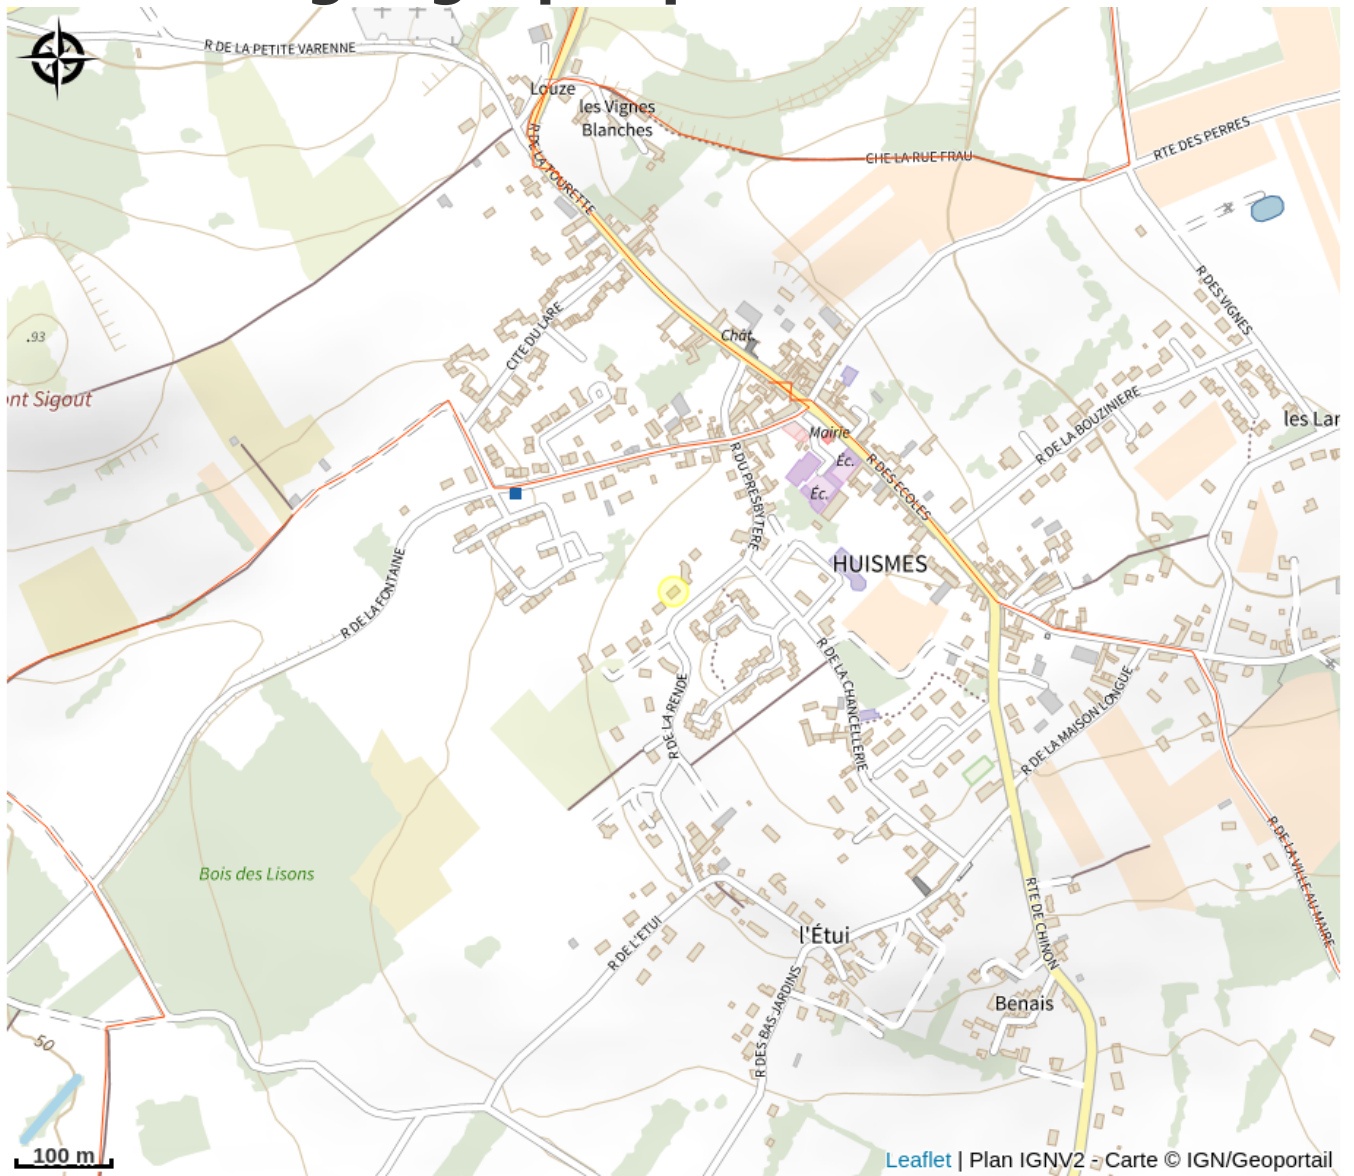 R DE LA PETITE VARENNE
Louze
les Vignes
Blanches
R DE LA TOURETTE
CHE LA RUE FRAU
RTE DES PERRES
R DES VIGNES
.93
CITE DU LARE
Chât.
nt Sigout
R DE LA BOUZINIERE
les Lar
Mairie
Éc.
Éc.
R DES ECOLES
R DU PRESBYTERE
HUISMES
R DE LA FONTAINE
R DE LA CHANCELLERIE
R DE LA RENDE
R DE LA MAISON LONGUE
R DE LA VILLE AU MAIRE
Bois des Lisons
RTE DE CHINON
R DE L'ETUI
l'Étui
R DES BAS JARDINS
Benais
50
100 m
Leaflet | Plan IGNV2 - Carte © IGN/Geoportail